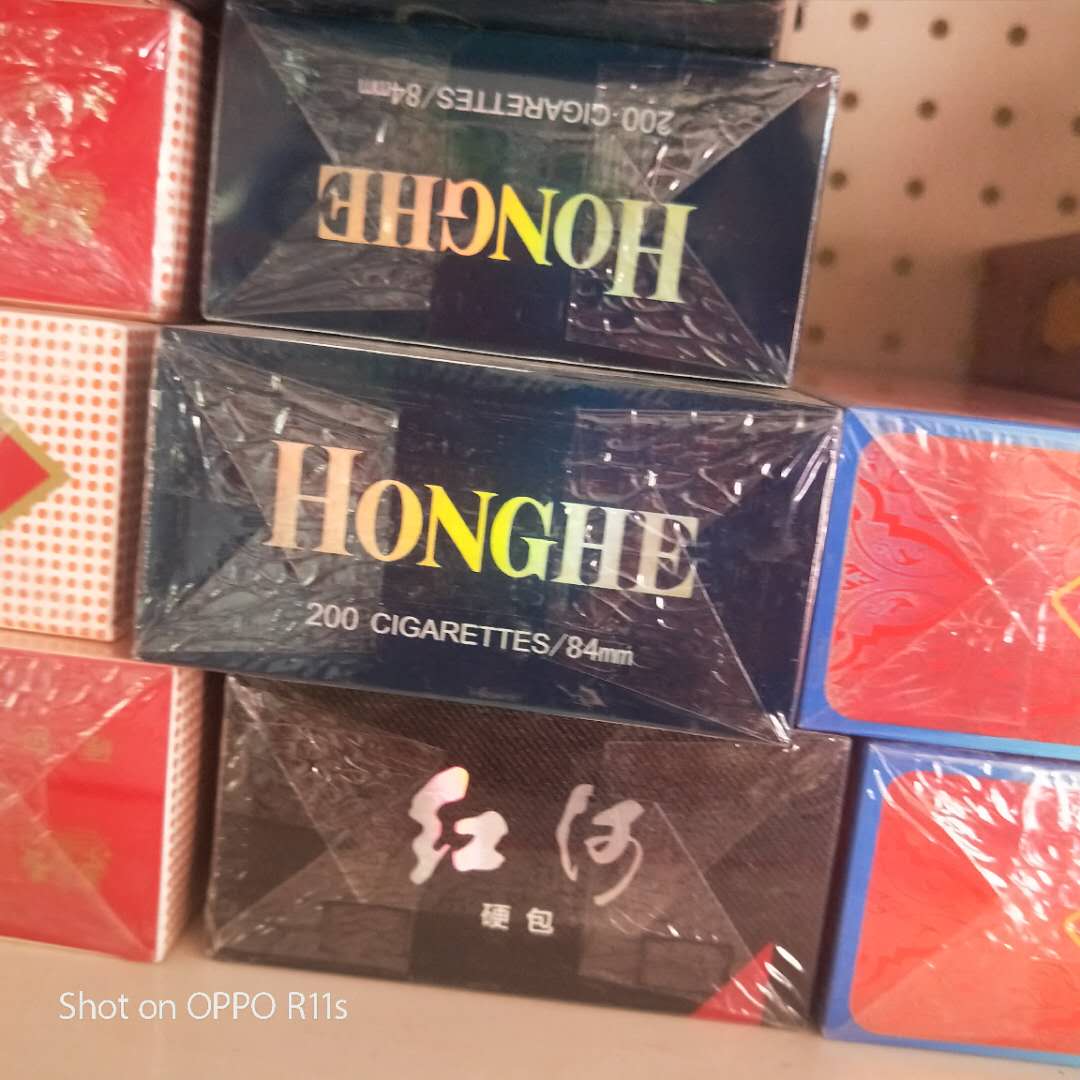 200 CIGARETTES/84mm
HONGHE
HONGHE
200 CIGARETTES/84mm
红河
硬包
Shot on OPPO R11s